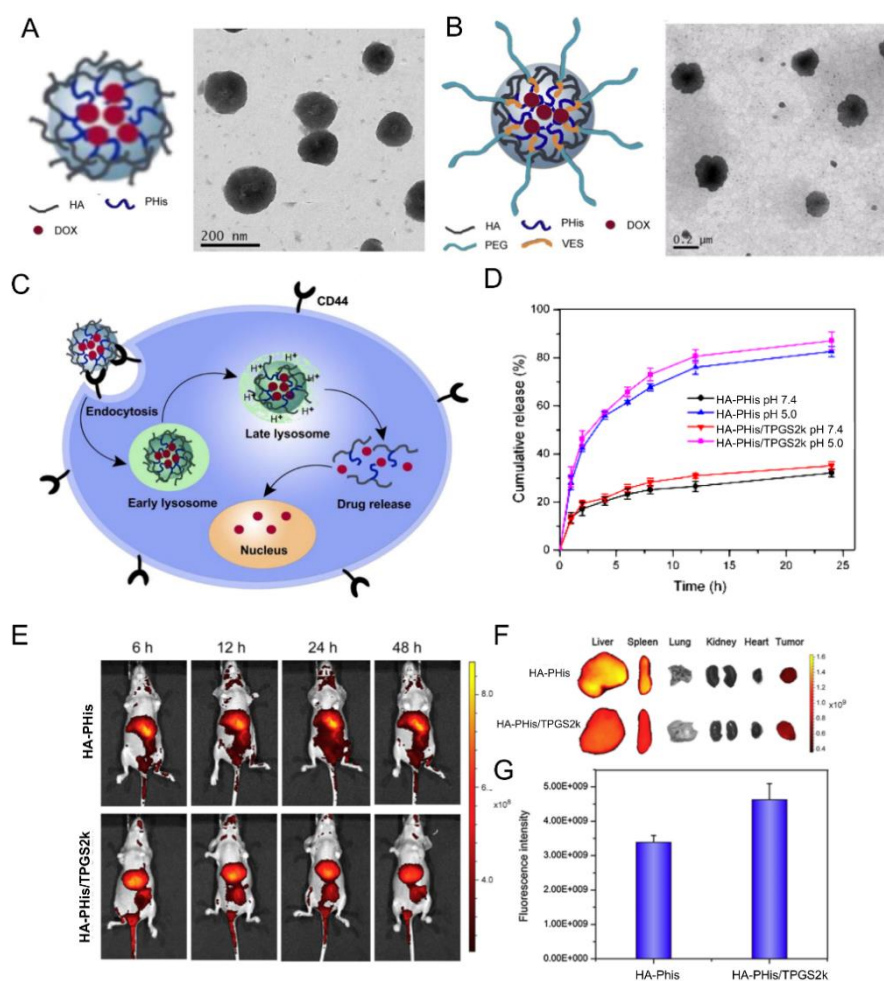 A
HA
PHis
DOX
200 nm
B
HA
PHis
DOX
PEG
VES
0.2 µm
C
CD44
Endocytosis
Early lysosome
H+ H+ H+ H+ H+ H+
Late lysosome
Drug release
Nucleus
D
Cumulative release (%)
100
80
60
40
20
0
HA-PHis pH 7.4
HA-PHis pH 5.0
HA-PHis/TPGS2k pH 7.4
HA-PHis/TPGS2k pH 5.0
0 5 10 15 20 25
Time (h)
E
6 h 12 h 24 h 48 h
HA-PHis
HA-PHis/TPGS2k
8.0
6..
x10⁸
4.0
F
Liver Spleen Lung Kidney Heart Tumor
HA-PHis
HA-PHis/TPGS2k
1.6
1.4
1.2
1.0
0.8
0.6
0.4
x10⁹
G
Fluorescence intensity
5.00E+009
4.00E+009
3.00E+009
2.00E+009
1.00E+009
0.00E+000
HA-Phis
HA-PHis/TPGS2k